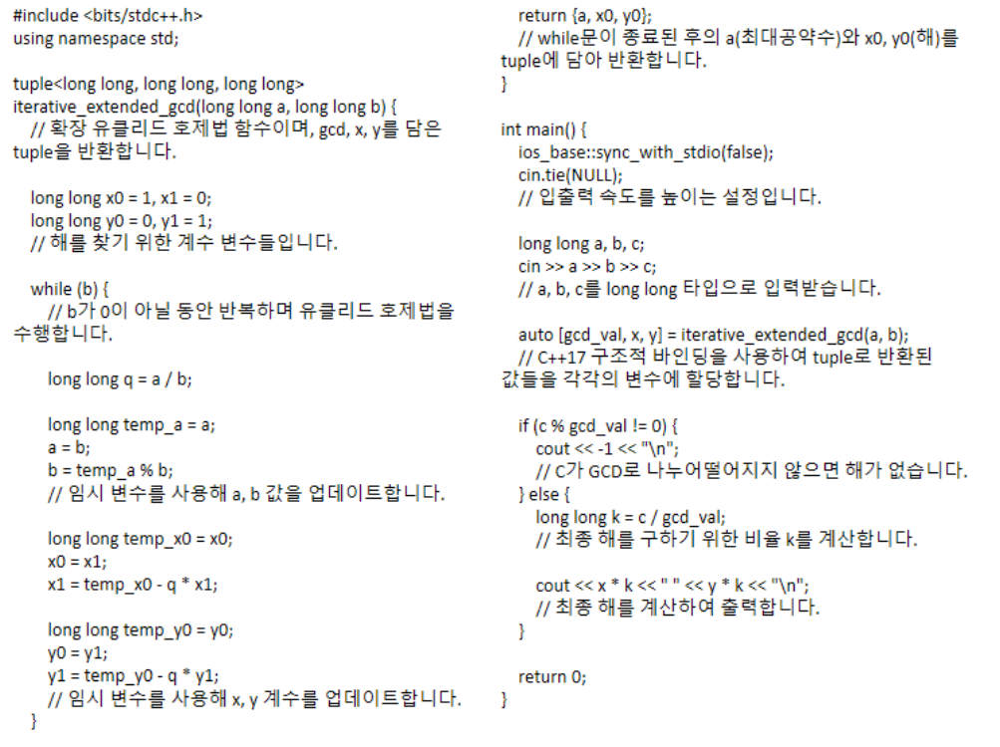 #include <bits/stdc++.h>
using namespace std;

tuple<long long, long long, long long>
iterative_extended_gcd(long long a, long long b) {
    // 확장 유클리드 호제법 함수이며, gcd, x, y를 담은
tuple을 반환합니다.

    long long x0 = 1, x1 = 0;
    long long y0 = 0, y1 = 1;
    // 해를 찾기 위한 계수 변수들입니다.

    while (b) {
        // b가 0이 아닐 동안 반복하며 유클리드 호제법을
수행합니다.

        long long q = a / b;

        long long temp_a = a;
        a = b;
        b = temp_a % b;
        // 임시 변수를 사용해 a, b 값을 업데이트합니다.

        long long temp_x0 = x0;
        x0 = x1;
        x1 = temp_x0 - q * x1;

        long long temp_y0 = y0;
        y0 = y1;
        y1 = temp_y0 - q * y1;
        // 임시 변수를 사용해 x, y 계수를 업데이트합니다.
    }
    return {a, x0, y0};
    // while문이 종료된 후의 a(최대공약수)와 x0, y0(해)를
tuple에 담아 반환합니다.
}

int main() {
    ios_base::sync_with_stdio(false);
    cin.tie(NULL);
    // 입출력 속도를 높이는 설정입니다.

    long long a, b, c;
    cin >> a >> b >> c;
    // a, b, c를 long long 타입으로 입력받습니다.

    auto [gcd_val, x, y] = iterative_extended_gcd(a, b);
    // C++17 구조적 바인딩을 사용하여 tuple로 반환된
값들을 각각의 변수에 할당합니다.

    if (c % gcd_val != 0) {
        cout << -1 << "\n";
        // C가 GCD로 나누어떨어지지 않으면 해가 없습니다.
    } else {
        long long k = c / gcd_val;
        // 최종 해를 구하기 위한 비율 k를 계산합니다.

        cout << x * k << " " << y * k << "\n";
        // 최종 해를 계산하여 출력합니다.
    }

    return 0;
}